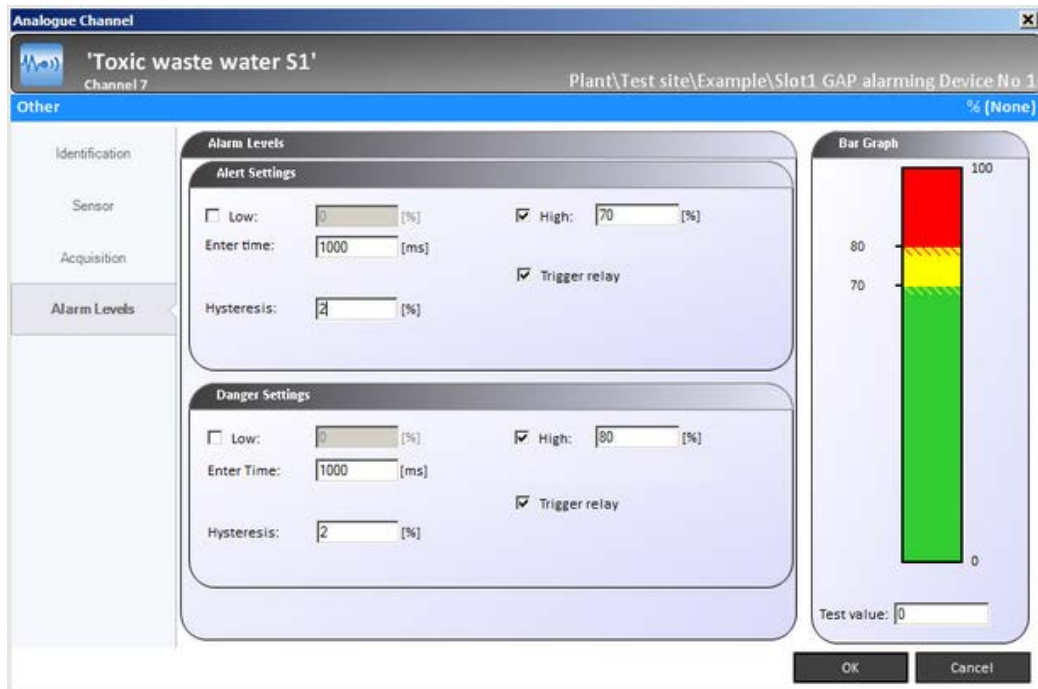 Analogue Channel
'Toxic waste water S1'
Channel 7
Plant\Test site\Example\Slot1 GAP alarming Device No 1
Other % (None)
Identification
Sensor
Acquisition
Alarm Levels
Alarm Levels
Alert Settings
Low: 0 [%] High: 70 [%]
Enter time: 1000 [ms]
Trigger relay
Hysteresis: 2 [%]
Danger Settings
Low: 0 [%] High: 80 [%]
Enter Time: 1000 [ms]
Trigger relay
Hysteresis: 2 [%]
Bar Graph
100
80
70
0
Test value: 0
OK Cancel